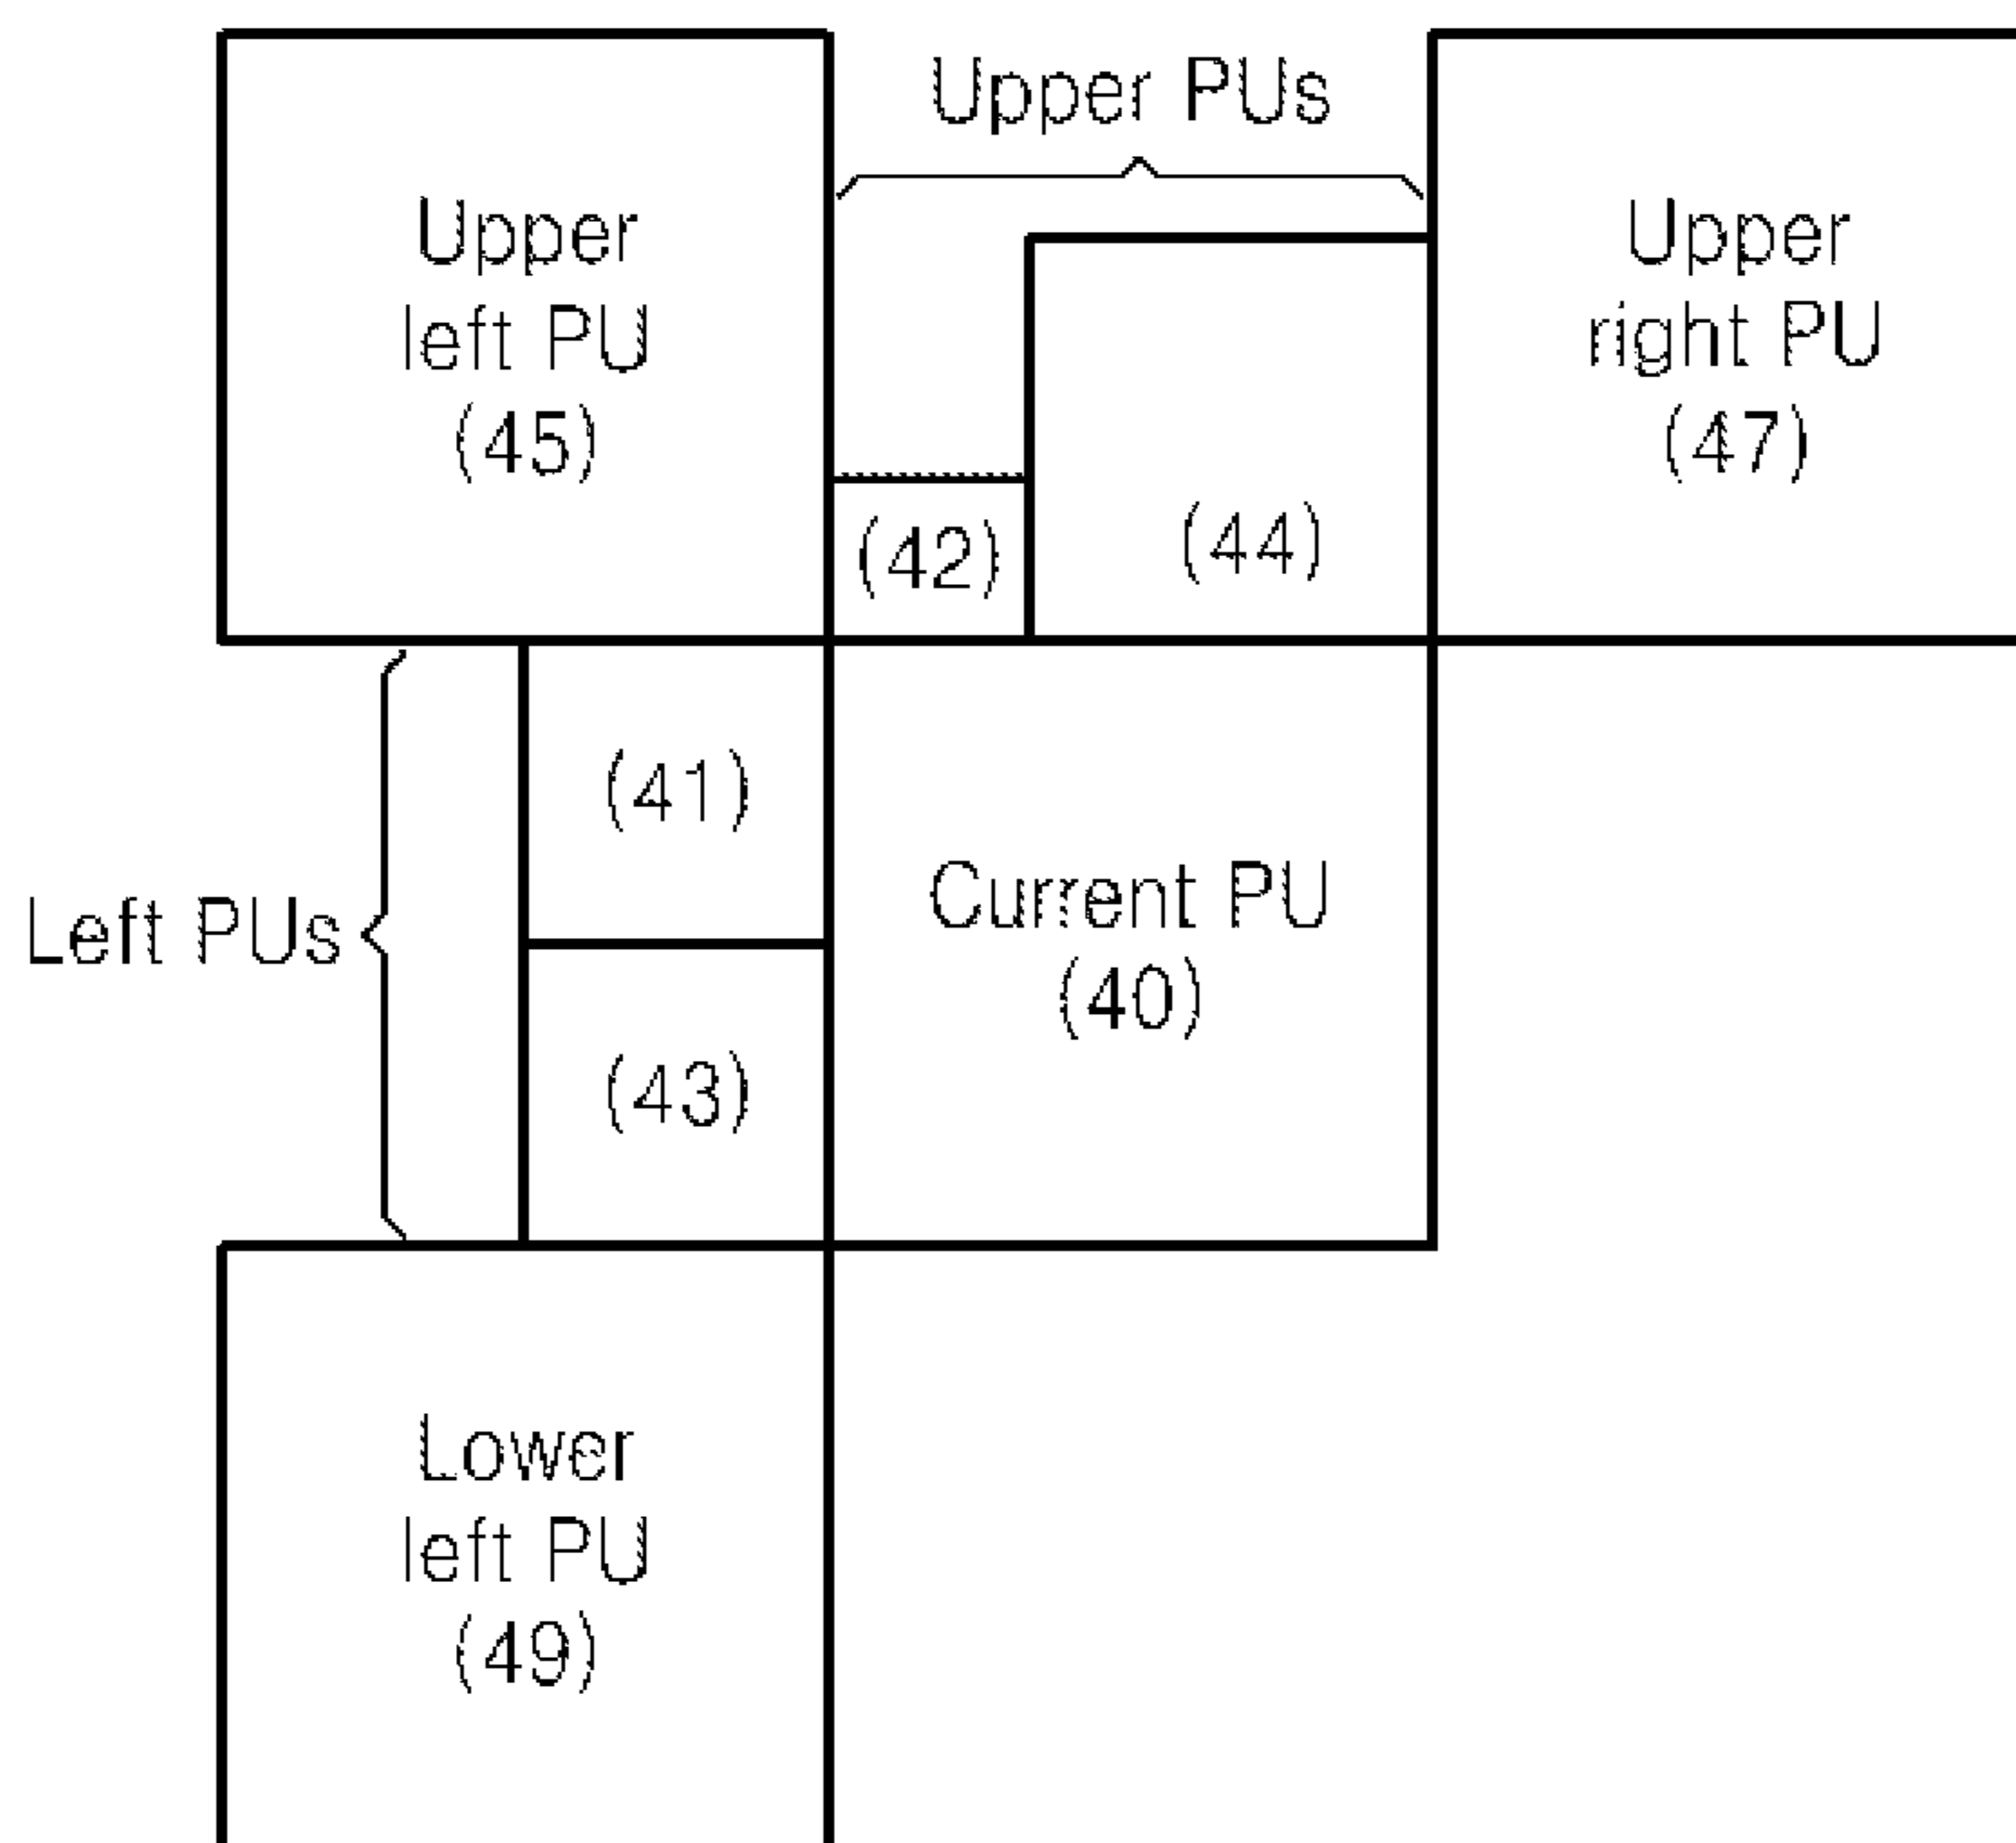 Upper PUs
Upper
left PU
(45)
Upper
right PU
(47)
(42)
(44)
(41)
Left PUs
Current PU
(40)
(43)
Lower
left PU
(49)